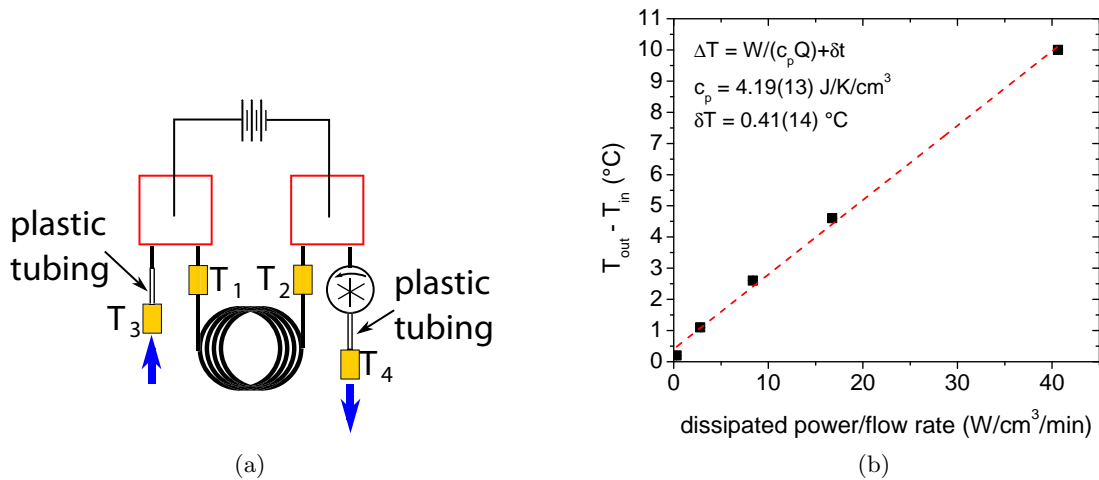 plastic
tubing
T3
T1
T2
plastic
tubing
T4
(a)
ΔT = W/(cpQ)+δt
cp = 4.19(13) J/K/cm³
δT = 0.41(14) °C
Tout - Tin (°C)
10
9
8
7
6
5
4
3
2
1
0
0 10 20 30 40
dissipated power/flow rate (W/cm³/min)
(b)